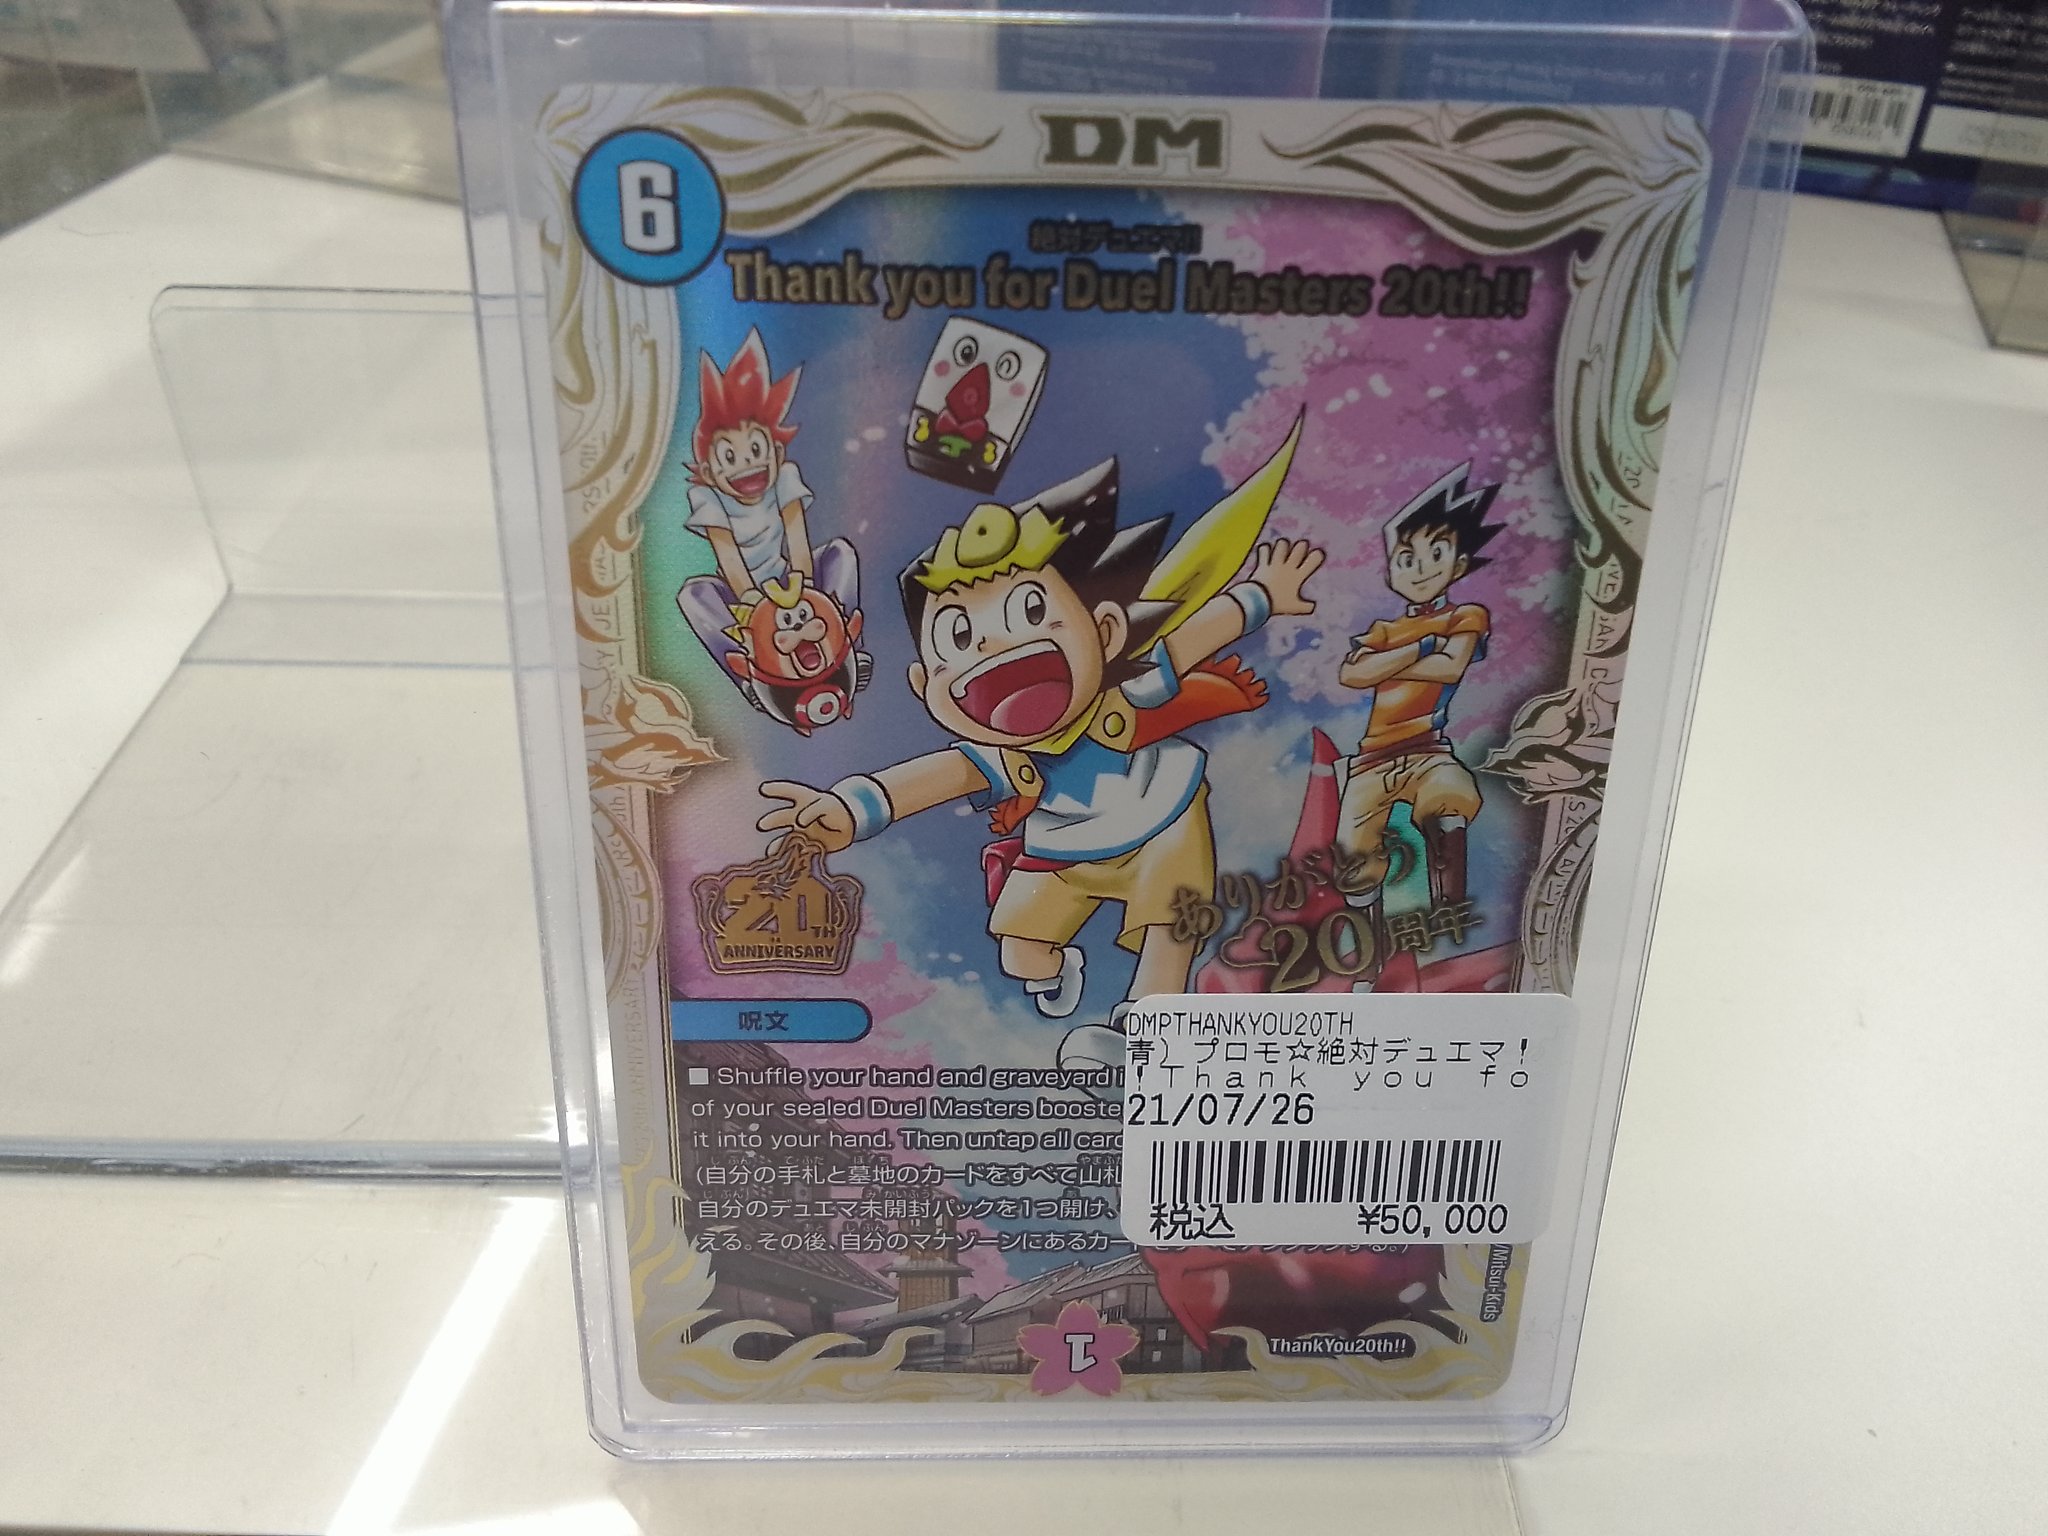 DM
6
絶対デュエマ!!
Thank you for Duel Masters 20th!!
20TH
ANNIVERSARY
ありがとう!
20周年
呪文
■ Shuffle your hand and graveyard
of your sealed Duel Masters booste
it into your hand. Then untap all card
(自分の手札と墓地のカードをすべて山札
自分のデュエマ未開封パックを1つ開け、
える。その後、自分のマナゾーンにあるカー
DMPTHANKYOU20TH
青) プロモ☆絶対デュエマ!
!Thank you fo
21/07/26
税込 ¥50,000
/Mitsui-Kids
1
ThankYou20th!!